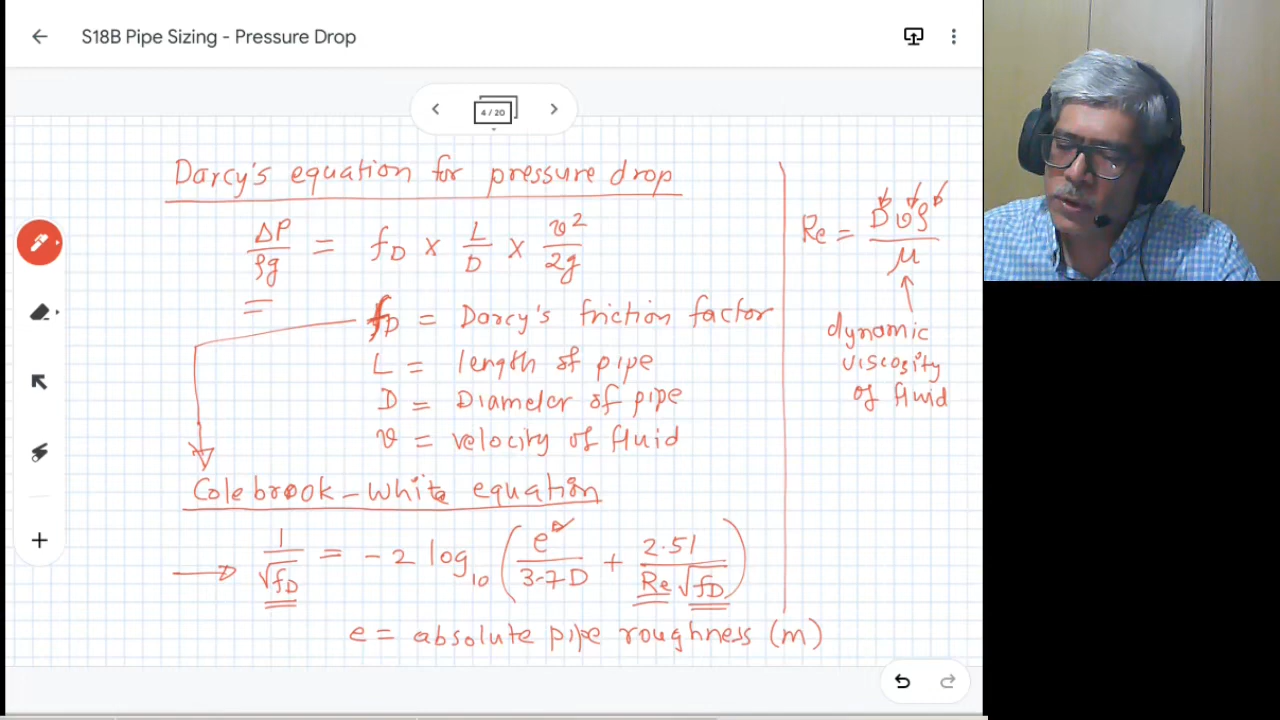 S18B Pipe Sizing - Pressure Drop
4 / 20
Darcy's equation for pressure drop
ΔP/ρg = f_D × L/D × v²/2g
f_D = Darcy's friction factor
L = length of pipe
D = Diameter of pipe
v = velocity of fluid
Colebrook - White equation
1/√f_D = -2 log₁₀ (e/3.7D + 2.51/Re√f_D)
e = absolute pipe roughness (m)
Re = Dvρ/μ
dynamic
viscosity
of fluid